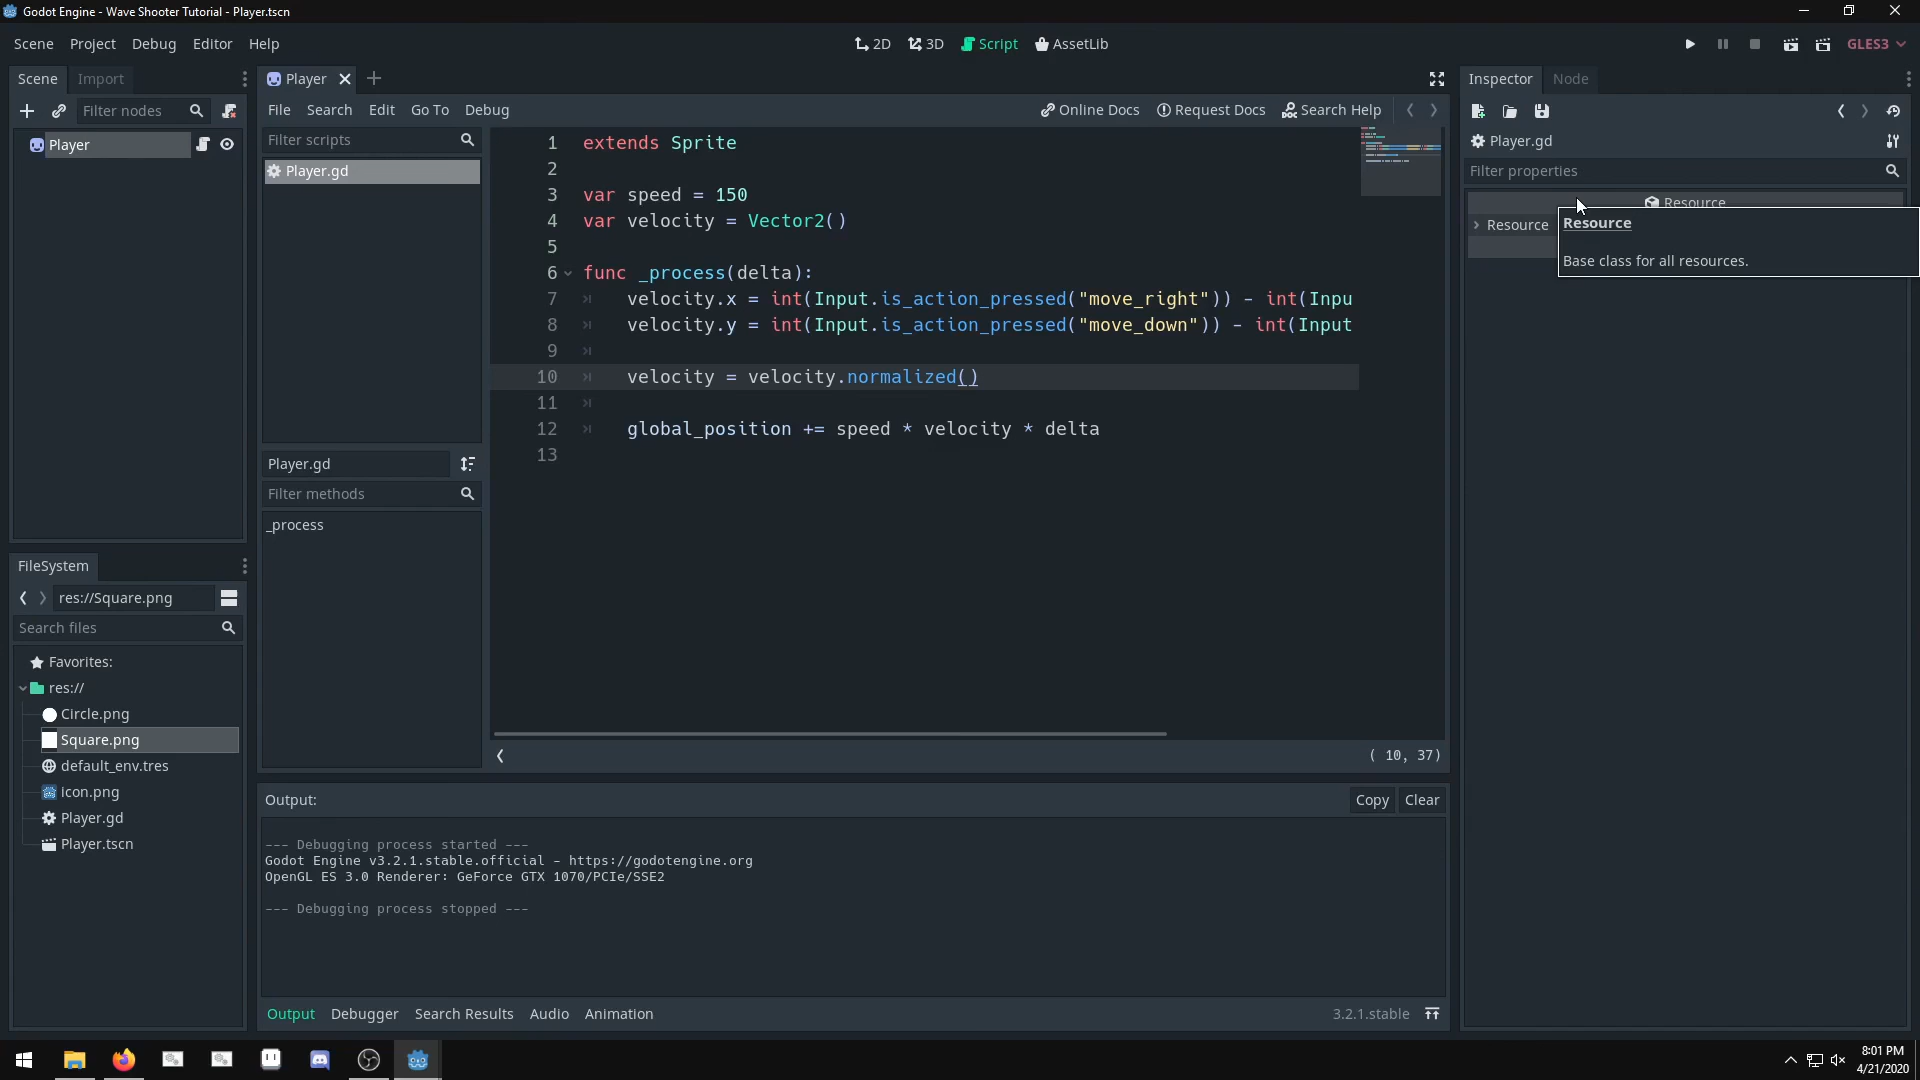 Godot Engine - Wave Shooter Tutorial - Player.tscn
Scene Project Debug Editor Help
2D 3D Script AssetLib
GLES3
Scene Import
Filter nodes
Player
Player
File Search Edit Go To Debug
Online Docs Request Docs Search Help
Filter scripts
Player.gd
Player.gd
Filter methods
_process
1 extends Sprite
2
3 var speed = 150
4 var velocity = Vector2()
5
6 func _process(delta):
7 velocity.x = int(Input.is_action_pressed("move_right")) - int(Inpu
8 velocity.y = int(Input.is_action_pressed("move_down")) - int(Input
9
10 velocity = velocity.normalized()
11
12 global_position += speed * velocity * delta
13
( 10, 37)
Inspector Node
Player.gd
Filter properties
Resource
Resource
Resource
Base class for all resources.
FileSystem
res://Square.png
Search files
Favorites:
res://
Circle.png
Square.png
default_env.tres
icon.png
Player.gd
Player.tscn
Output:
Copy Clear
--- Debugging process started ---
Godot Engine v3.2.1.stable.official - https://godotengine.org
OpenGL ES 3.0 Renderer: GeForce GTX 1070/PCIe/SSE2
--- Debugging process stopped ---
Output Debugger Search Results Audio Animation
3.2.1.stable
8:01 PM
4/21/2020